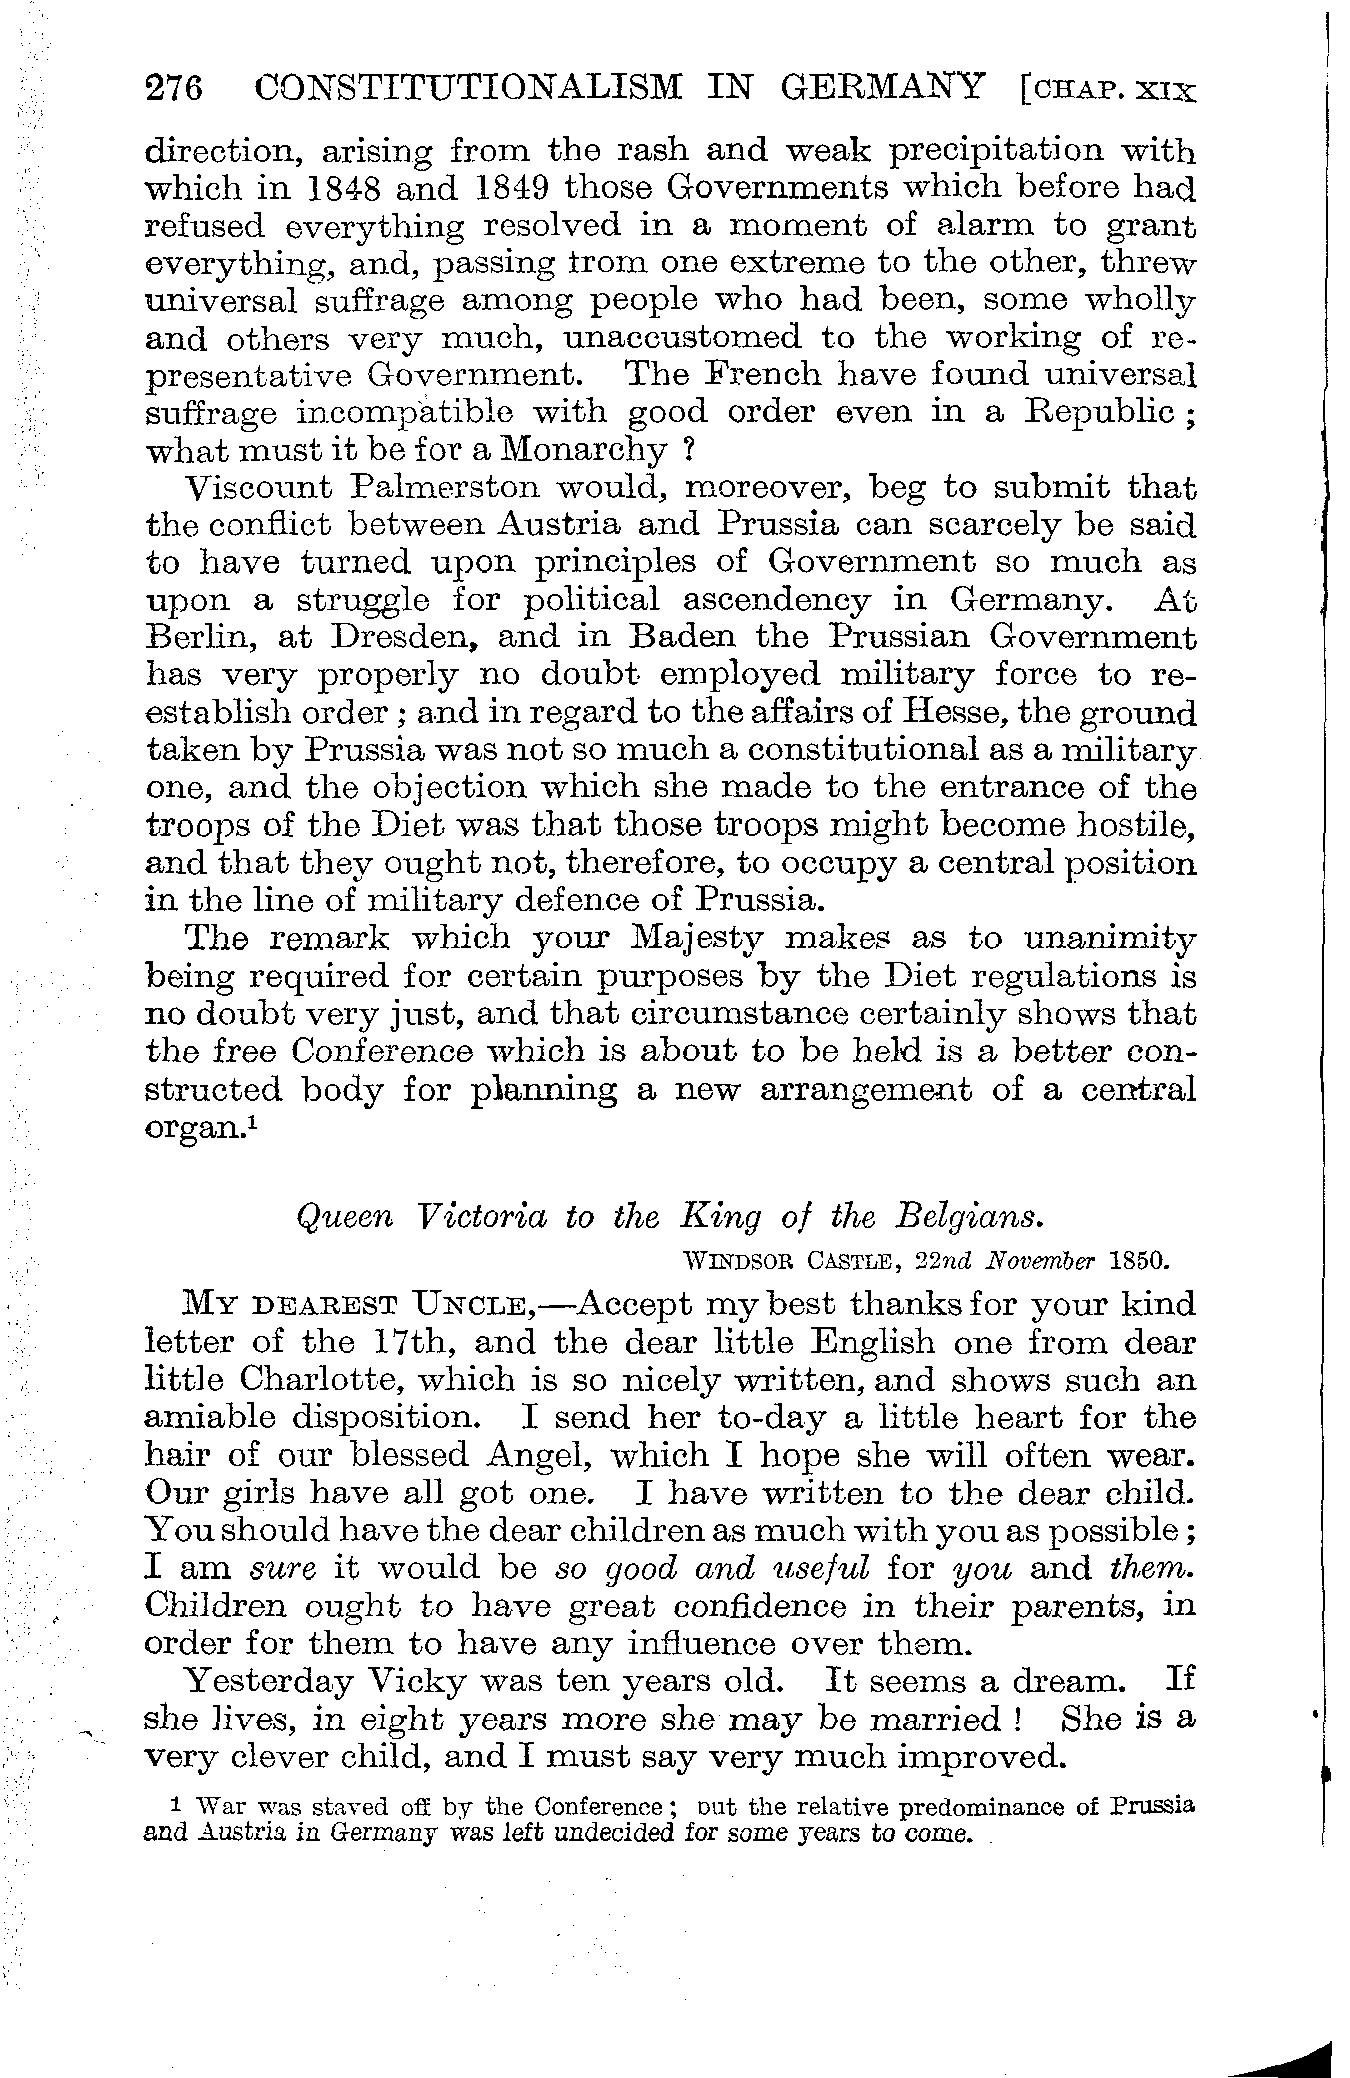 276 CONSTITUTIONALISM IN GERMANY [CHAP. XIX
direction, arising from the rash and weak precipitation with
which in 1848 and 1849 those Governments which before had
refused everything resolved in a moment of alarm to grant
everything, and, passing from one extreme to the other, threw
universal suffrage among people who had been, some wholly
and others very much, unaccustomed to the working of re-
presentative Government. The French have found universal
suffrage incompatible with good order even in a Republic ;
what must it be for a Monarchy ?
Viscount Palmerston would, moreover, beg to submit that
the conflict between Austria and Prussia can scarcely be said
to have turned upon principles of Government so much as
upon a struggle for political ascendency in Germany. At
Berlin, at Dresden, and in Baden the Prussian Government
has very properly no doubt employed military force to re-
establish order ; and in regard to the affairs of Hesse, the ground
taken by Prussia was not so much a constitutional as a military
one, and the objection which she made to the entrance of the
troops of the Diet was that those troops might become hostile,
and that they ought not, therefore, to occupy a central position
in the line of military defence of Prussia.
The remark which your Majesty makes as to unanimity
being required for certain purposes by the Diet regulations is
no doubt very just, and that circumstance certainly shows that
the free Conference which is about to be held is a better con-
structed body for planning a new arrangement of a central
organ.¹
Queen Victoria to the King of the Belgians.
WINDSOR CASTLE, 22nd November 1850.
MY DEAREST UNCLE,—Accept my best thanks for your kind
letter of the 17th, and the dear little English one from dear
little Charlotte, which is so nicely written, and shows such an
amiable disposition. I send her to-day a little heart for the
hair of our blessed Angel, which I hope she will often wear.
Our girls have all got one. I have written to the dear child.
You should have the dear children as much with you as possible ;
I am sure it would be so good and useful for you and them.
Children ought to have great confidence in their parents, in
order for them to have any influence over them.
Yesterday Vicky was ten years old. It seems a dream. If
she lives, in eight years more she may be married ! She is a
very clever child, and I must say very much improved.
1 War was staved off by the Conference ; but the relative predominance of Prussia
and Austria in Germany was left undecided for some years to come.